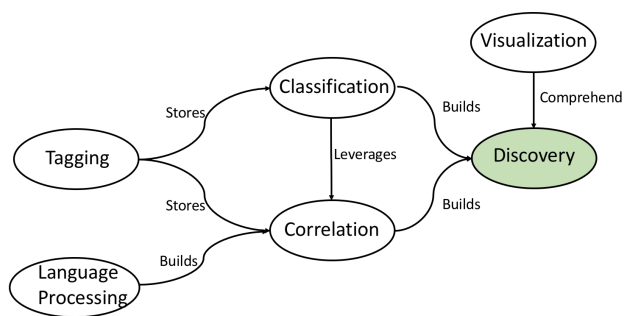 Visualization
Classification
Comprehend
Stores
Builds
Leverages
Tagging
Discovery
Stores
Builds
Correlation
Builds
Language
Processing